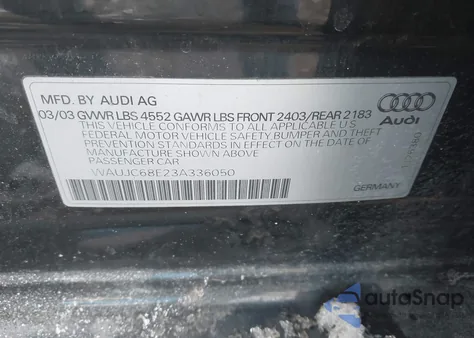 MFD. BY AUDI AG
03/03 GVWR LBS 4552 GAWR LBS FRONT 2403/REAR 2183
THIS VEHICLE CONFORMS TO ALL APPLICABLE US
FEDERAL MOTOR VEHICLE SAFETY BUMPER AND THEFT
PREVENTION STANDARDS IN EFFECT ON THE DATE OF
MANUFACTURE SHOWN ABOVE
PASSENGER CAR
WAUJC68E23A336050
Audi
GERMANY
autoSnap